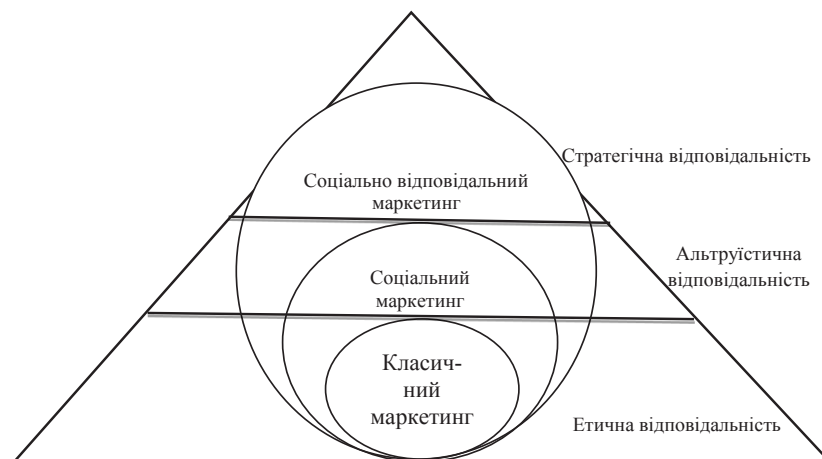 Стратегічна відповідальність
Соціально відповідальний
маркетинг
Альтруїстична
відповідальність
Соціальний
маркетинг
Класич-
ний
маркетинг
Етична відповідальність